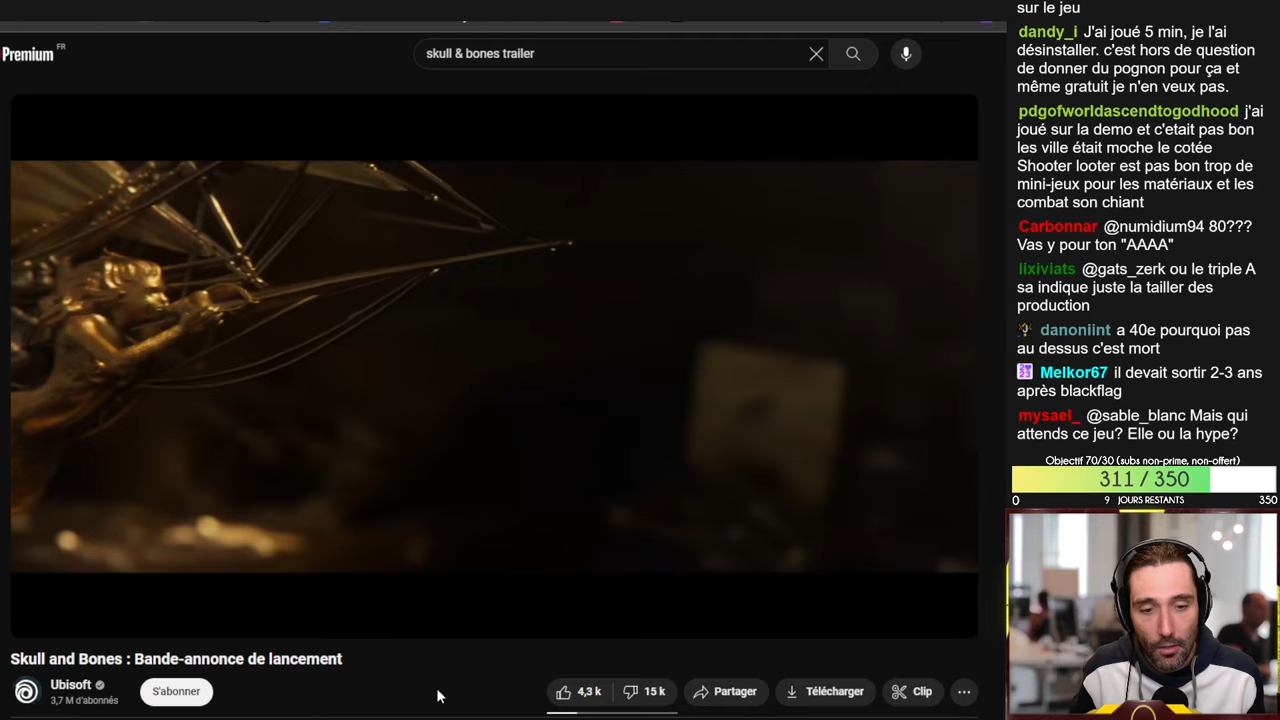 Premium FR
skull & bones trailer
Skull and Bones : Bande-annonce de lancement
Ubisoft
3,7 M d'abonnés
S'abonner
4,3 k
15 k
Partager
Télécharger
Clip
sur le jeu
dandy_i J'ai joué 5 min, je l'ai
désinstaller. c'est hors de question
de donner du pognon pour ça et
même gratuit je n'en veux pas.
pdgofworldascendtogodhood j'ai
joué sur la demo et c'etait pas bon
les ville était moche le cotée
Shooter looter est pas bon trop de
mini-jeux pour les matériaux et les
combat son chiant
Carbonnar @numidium94 80???
Vas y pour ton "AAAA"
lixiviats @gats_zerk ou le triple A
sa indique juste la tailler des
production
danoniint a 40e pourquoi pas
au dessus c'est mort
Melkor67 il devait sortir 2-3 ans
après blackflag
mysael_ @sable_blanc Mais qui
attends ce jeu? Elle ou la hype?
Objectif 70/30 (subs non-prime, non-offert)
311 / 350
0 9 JOURS RESTANTS 350